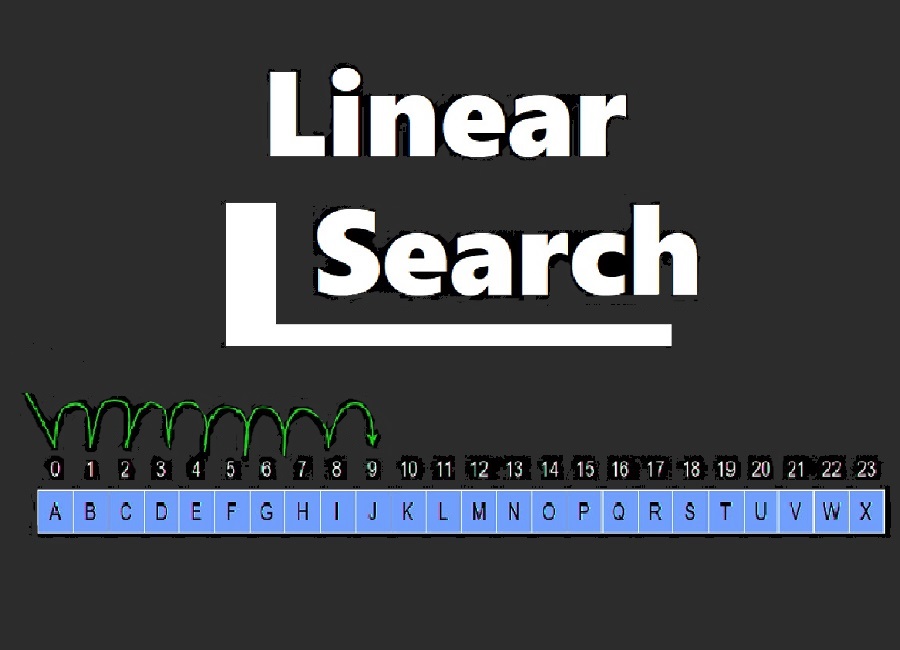 Linear
Search
0 1 2 3 4 5 6 7 8 9 10 11 12 13 14 15 16 17 18 19 20 21 22 23
A B C D E F G H I J K L M N O P Q R S T U V W X